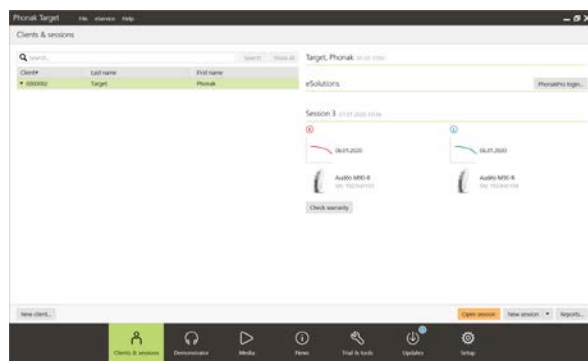 Phonak Target File eService Help
Clients & sessions
Search... Search Show all
Client# Last name First name
0000002 Target Phonak
Target, Phonak
eSolutions PhonakPro login...
Session 3
R L
06.01.2020 06.01.2020
Audéo M90-R Audéo M90-R
Check warranty
New client... Open session New session Reports...
Clients & sessions Demonstrator Media News Trial & tools Updates Setup